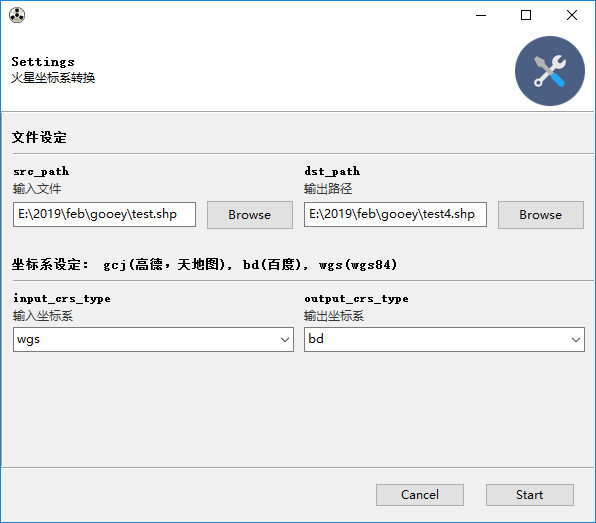 Settings
火星坐标系转换
文件设定
src_path
dst_path
输入文件
输出路径
E:\2019\feb\gooey\test.shp
Browse
E:\2019\feb\gooey\test4.shp
Browse
坐标系设定： gcj(高德，天地图), bd(百度), wgs(wgs84)
input_crs_type
output_crs_type
输入坐标系
输出坐标系
wgs
bd
Cancel
Start